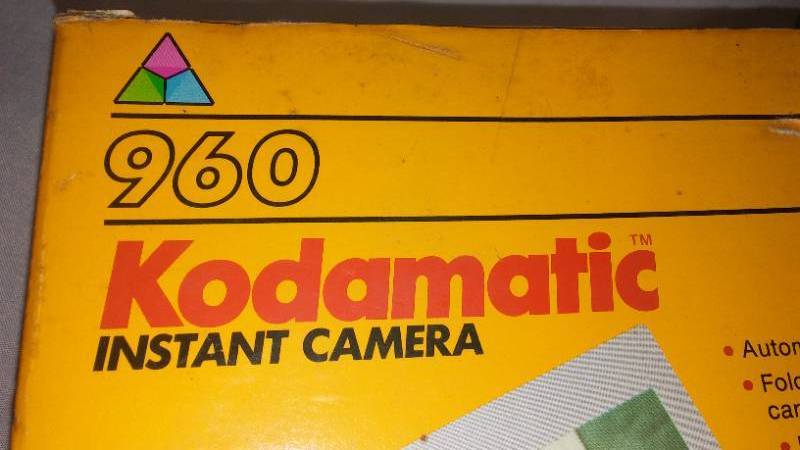 960
Kodamatic™
INSTANT CAMERA
• Autom
• Fold
car